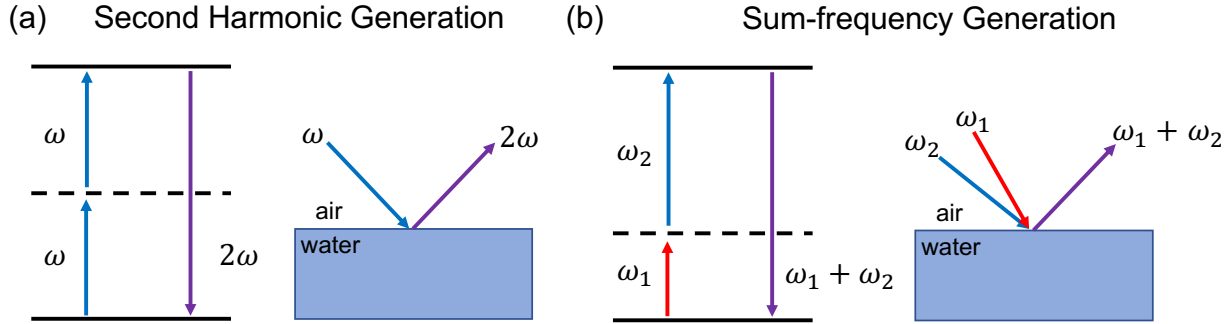 (a) Second Harmonic Generation
ω
ω
2ω
ω
2ω
air
water
(b) Sum-frequency Generation
ω₂
ω₁
ω₁ + ω₂
ω₁
ω₂
ω₁ + ω₂
air
water